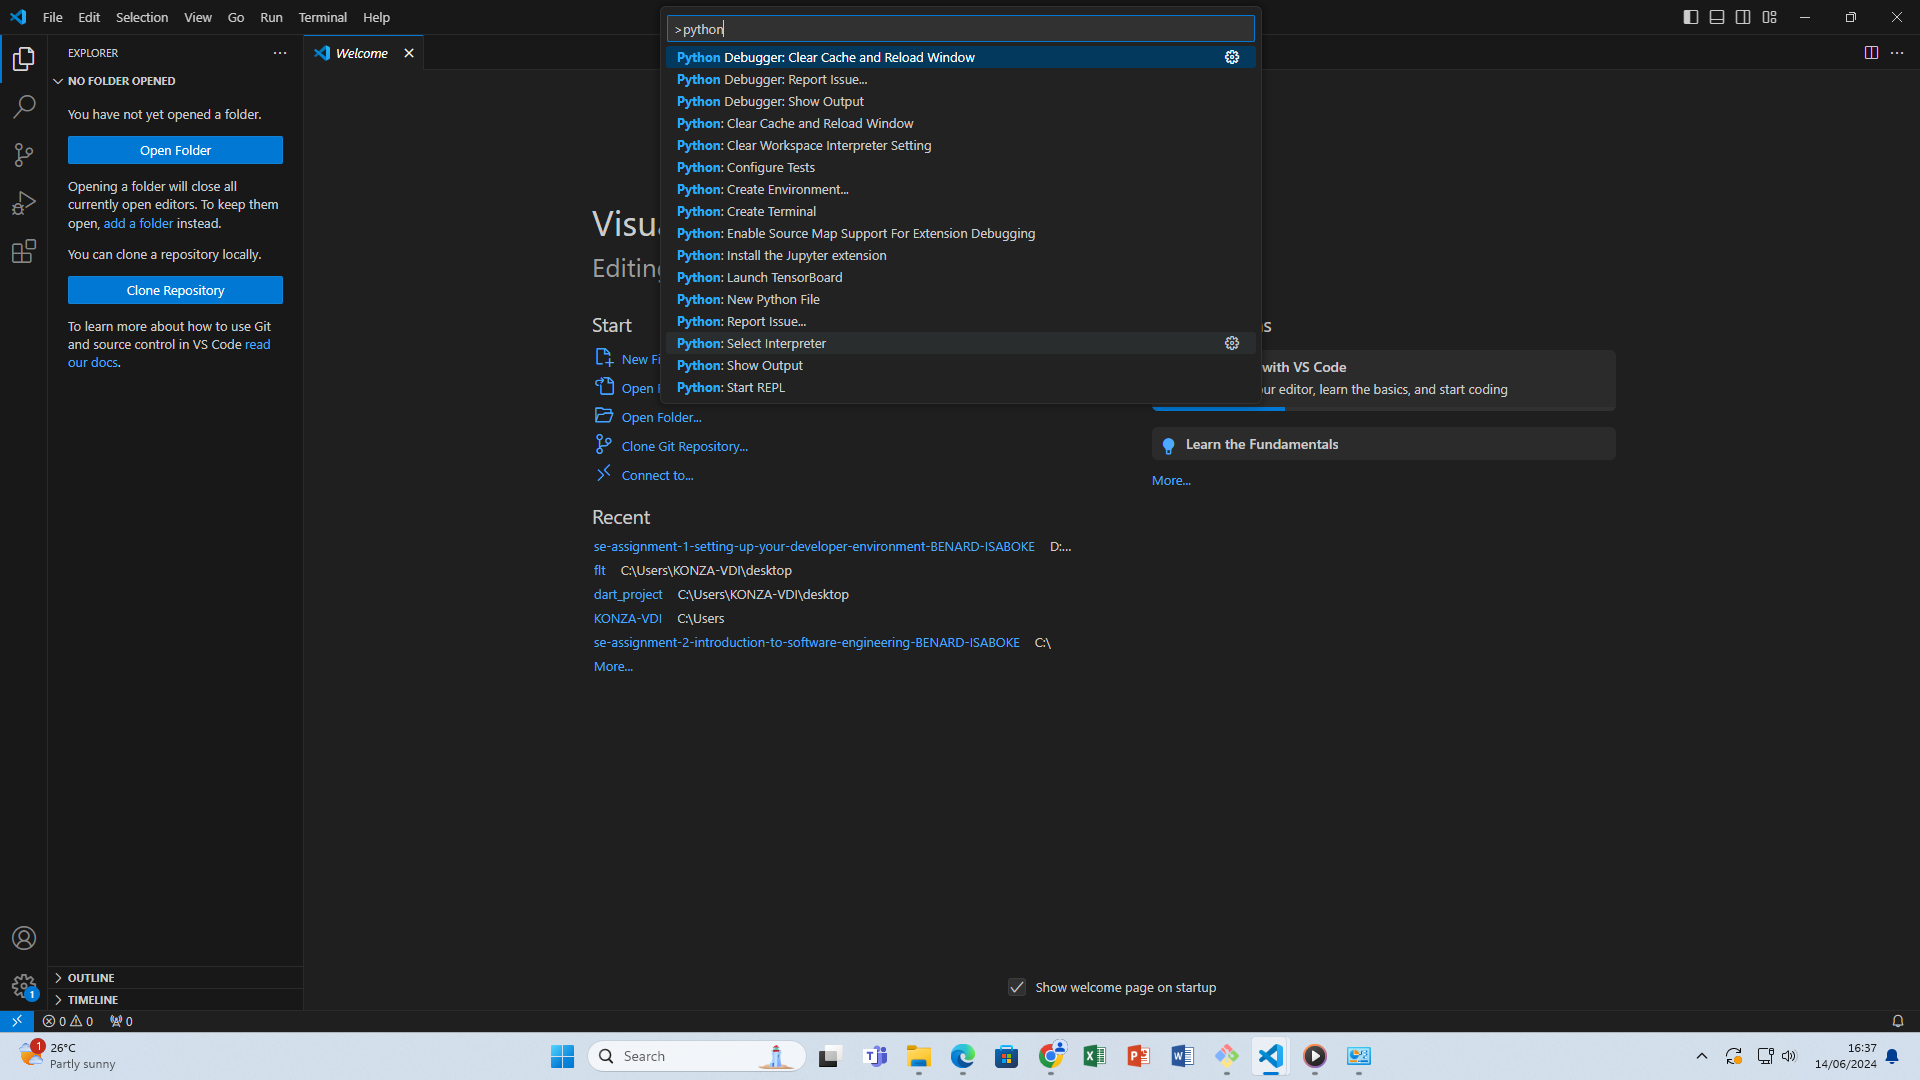 File Edit Selection View Go Run Terminal Help
>python
Python Debugger: Clear Cache and Reload Window
Python Debugger: Report Issue...
Python Debugger: Show Output
Python: Clear Cache and Reload Window
Python: Clear Workspace Interpreter Setting
Python: Configure Tests
Python: Create Environment...
Python: Create Terminal
Python: Enable Source Map Support For Extension Debugging
Python: Install the Jupyter extension
Python: Launch TensorBoard
Python: New Python File
Python: Report Issue...
Python: Select Interpreter
Python: Show Output
Python: Start REPL
EXPLORER
NO FOLDER OPENED
You have not yet opened a folder.
Open Folder
Opening a folder will close all
currently open editors. To keep them
open, add a folder instead.
You can clone a repository locally.
Clone Repository
To learn more about how to use Git
and source control in VS Code read
our docs.
OUTLINE
TIMELINE
Welcome
Visu
Editing
Start
New Fi
Open
Open Folder...
Clone Git Repository...
Connect to...
Recent
se-assignment-1-setting-up-your-developer-environment-BENARD-ISABOKE D:...
flt C:\Users\KONZA-VDI\desktop
dart_project C:\Users\KONZA-VDI\desktop
KONZA-VDI C:\Users
se-assignment-2-introduction-to-software-engineering-BENARD-ISABOKE C:\
More...
with VS Code
ur editor, learn the basics, and start coding
Learn the Fundamentals
More...
Show welcome page on startup
1
0 0 0
1
26°C
Partly sunny
Search
16:37
14/06/2024